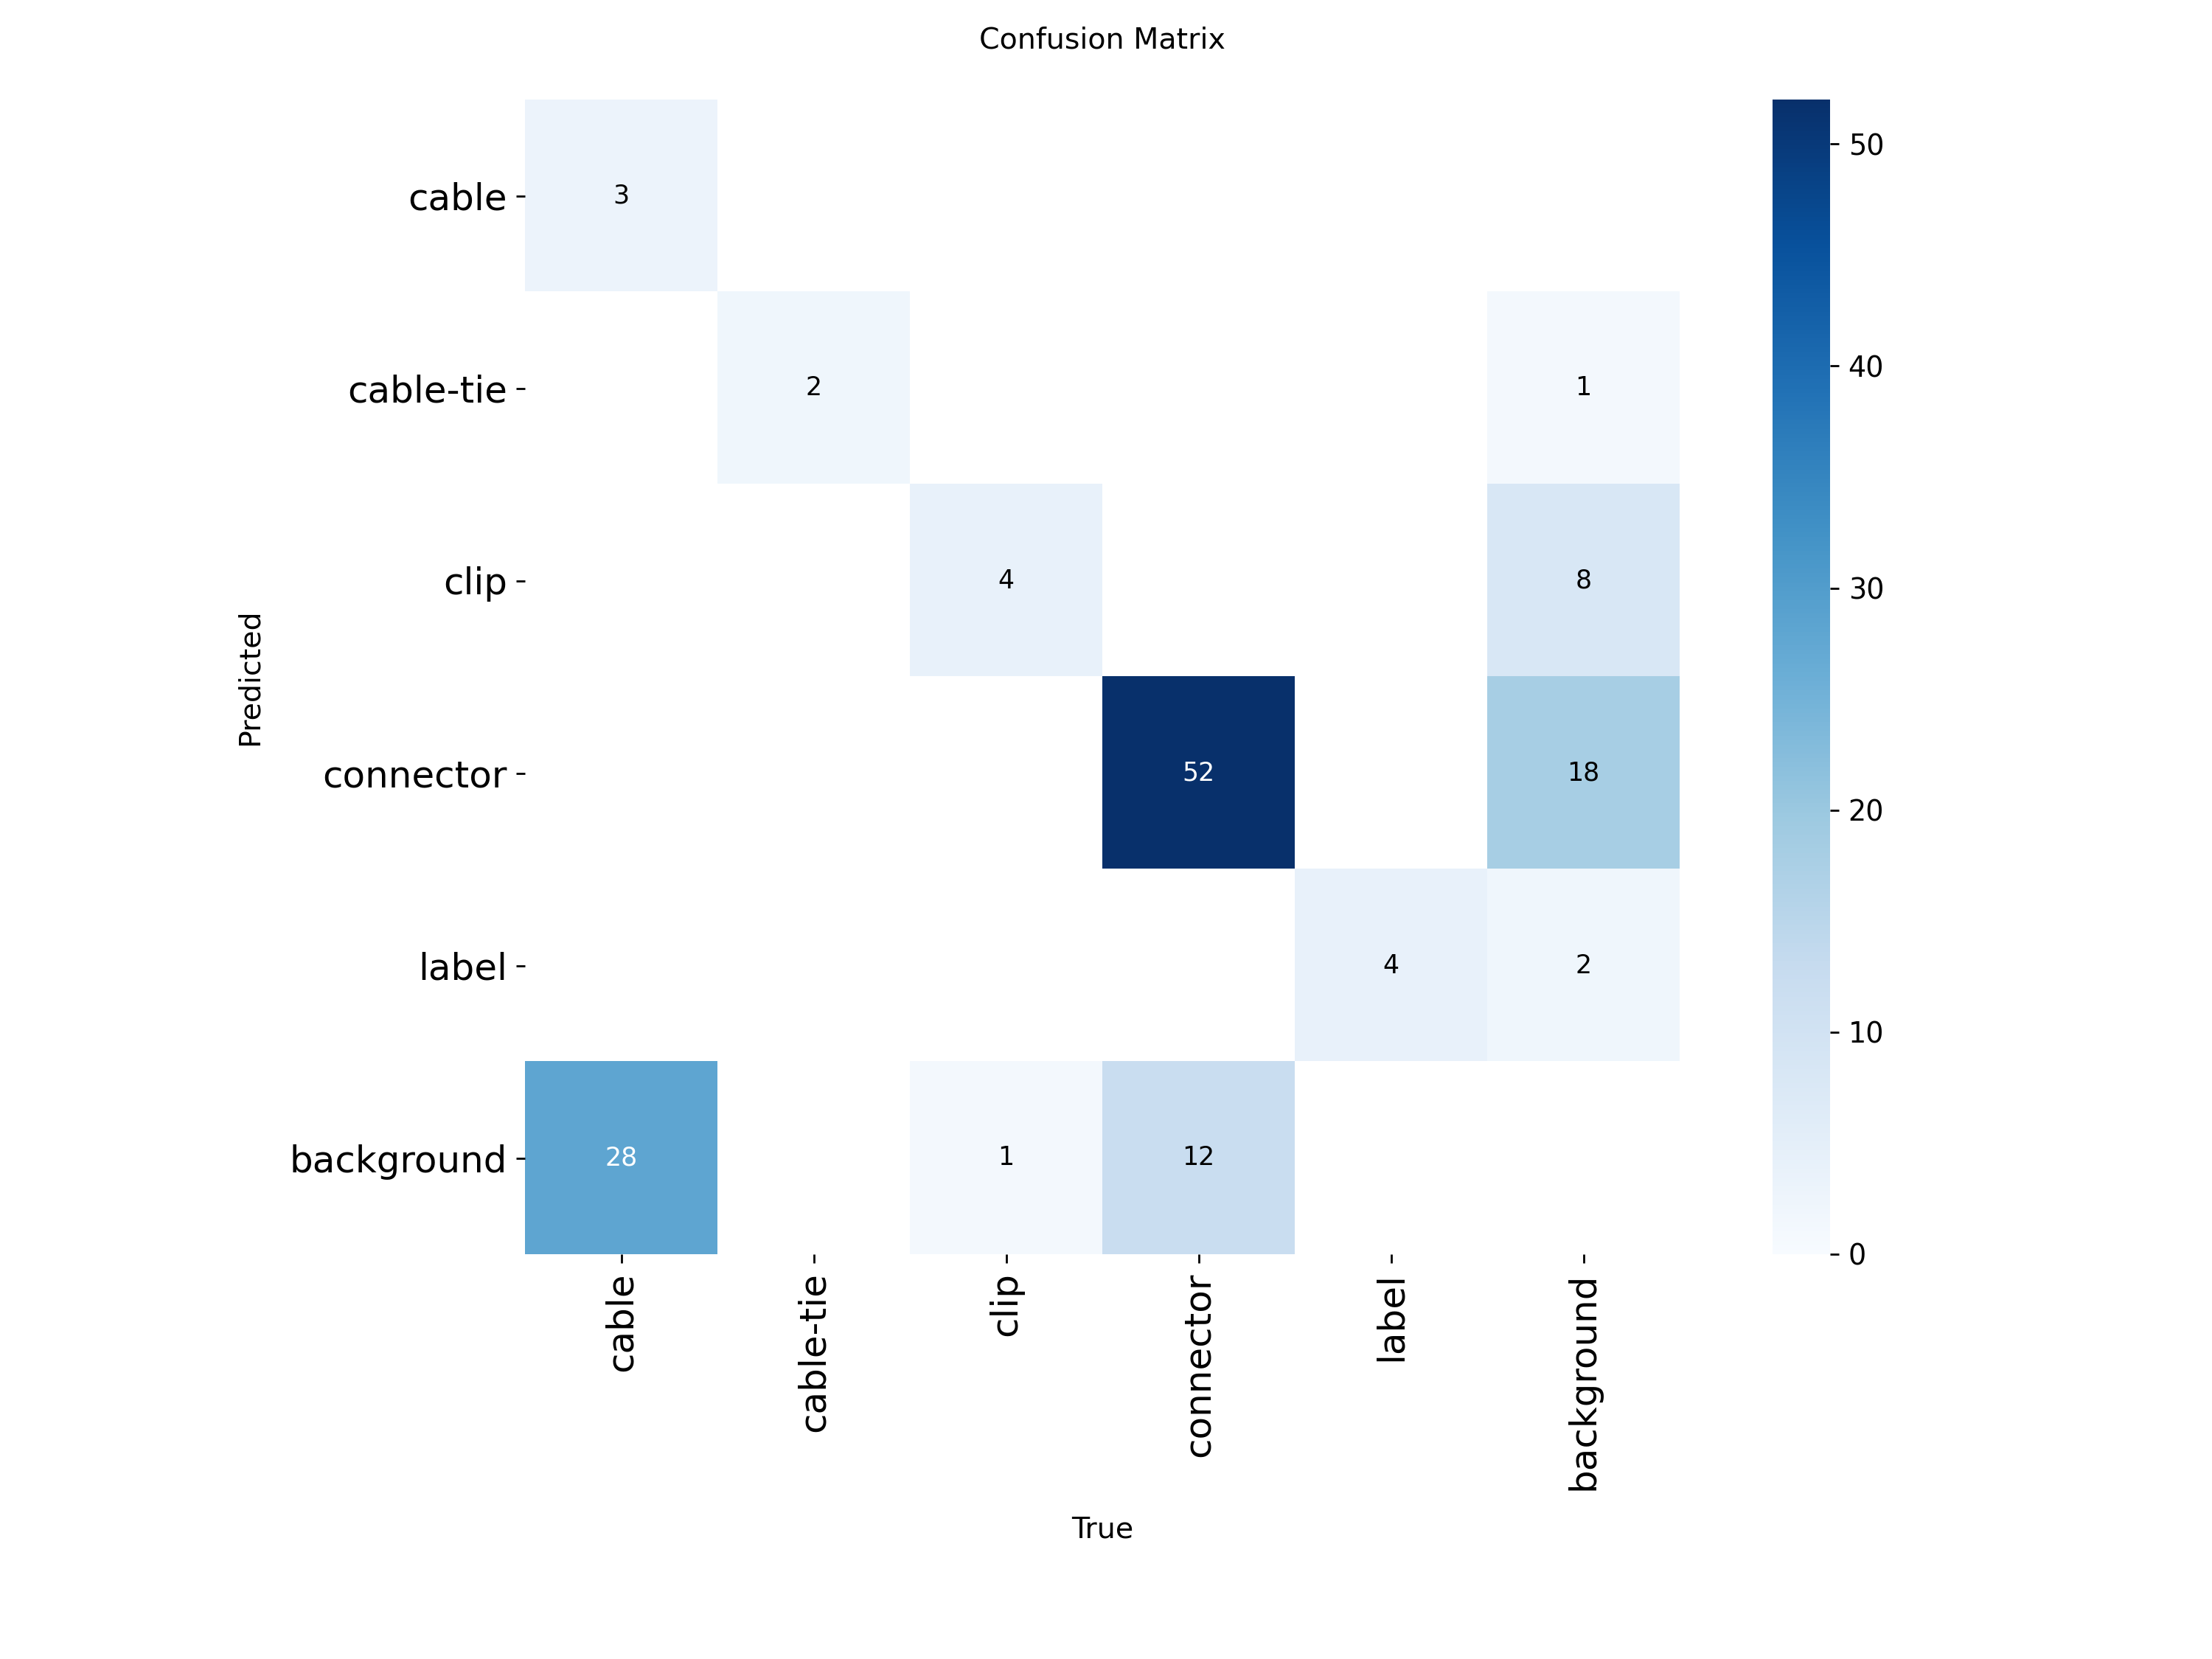 Confusion Matrix
Predicted
cable
3
cable-tie
2 1
clip
4 8
connector
52 18
label
4 2
background
28 1 12
cable cable-tie clip connector label background
True
50
40
30
20
10
0